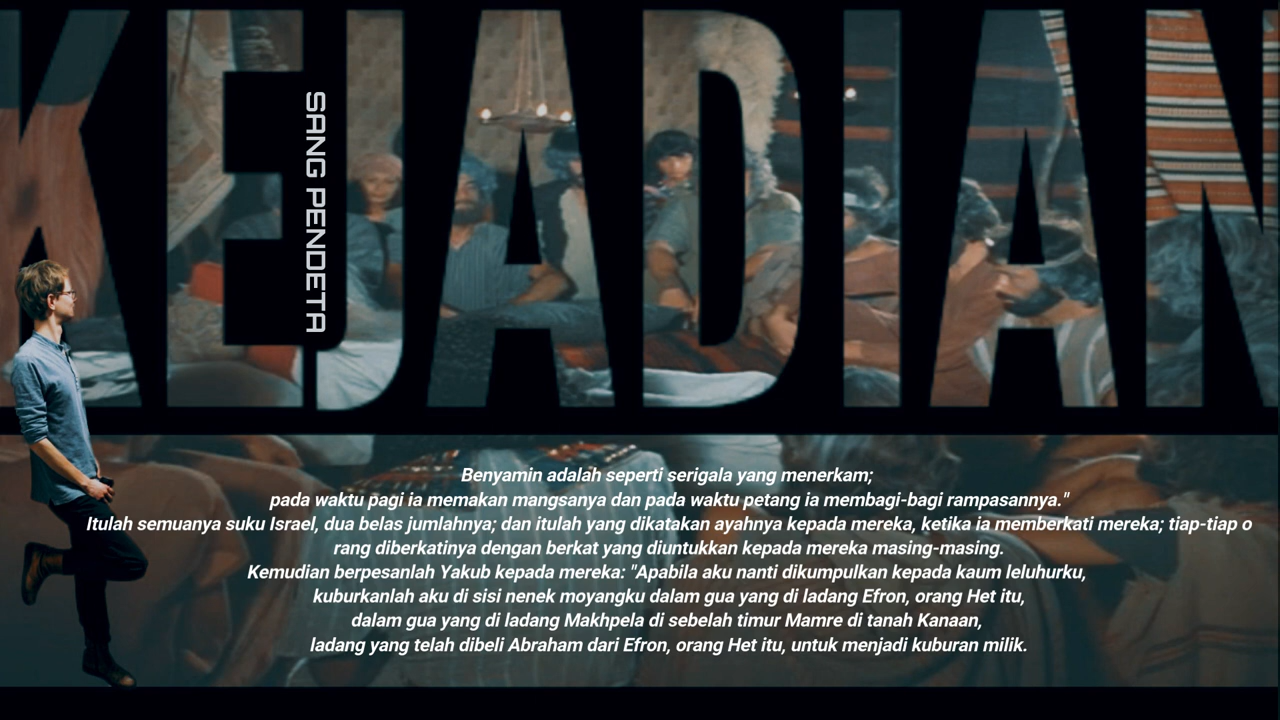 KEJADIAN
SANG PENDETA
Benyamin adalah seperti serigala yang menerkam;
pada waktu pagi ia memakan mangsanya dan pada waktu petang ia membagi-bagi rampasannya."
Itulah semuanya suku Israel, dua belas jumlahnya; dan itulah yang dikatakan ayahnya kepada mereka, ketika ia memberkati mereka; tiap-tiap o
rang diberkatinya dengan berkat yang diuntukkan kepada mereka masing-masing.
Kemudian berpesanlah Yakub kepada mereka: "Apabila aku nanti dikumpulkan kepada kaum leluhurku,
kuburkanlah aku di sisi nenek moyangku dalam gua yang di ladang Efron, orang Het itu,
dalam gua yang di ladang Makhpela di sebelah timur Mamre di tanah Kanaan,
ladang yang telah dibeli Abraham dari Efron, orang Het itu, untuk menjadi kuburan milik.